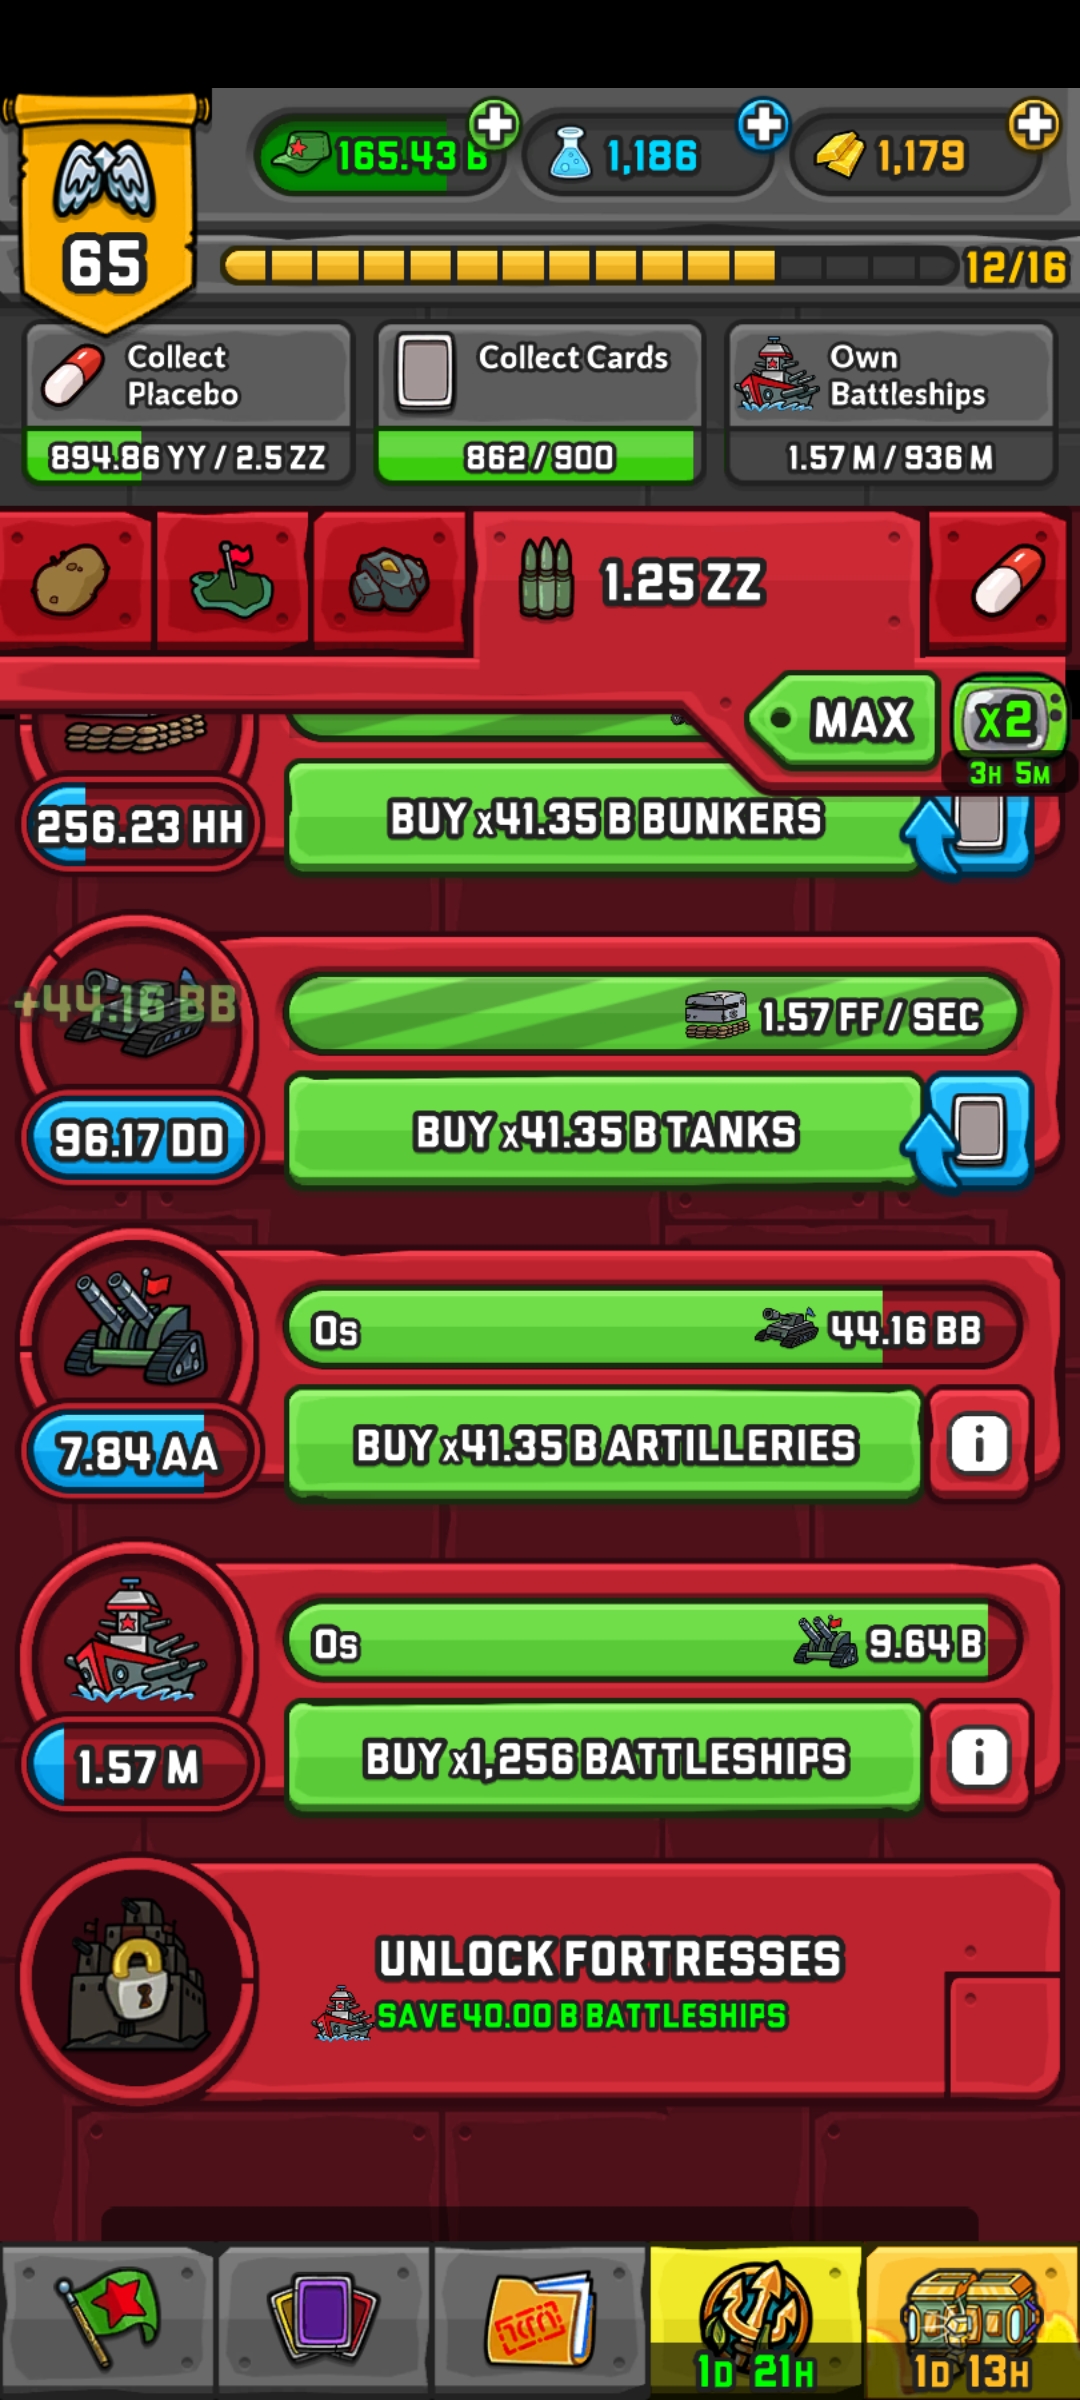 165.43 B
1,186
1,179
65
12/16
Collect
Placebo
Collect Cards
Own
Battleships
894.86 YY / 2.5 ZZ
862/900
1.57 M / 936 M
1.25 ZZ
MAX
x2
3H 5M
256.23 HH
BUY x41.35 B BUNKERS
+44.16 BB
1.57 FF / SEC
96.17 DD
BUY x41.35 B TANKS
0s
44.16 BB
7.84 AA
BUY x41.35 B ARTILLERIES
0s
9.64 B
1.57 M
BUY x1,256 BATTLESHIPS
UNLOCK FORTRESSES
SAVE 40.00 B BATTLESHIPS
1D 21H
1D 13H